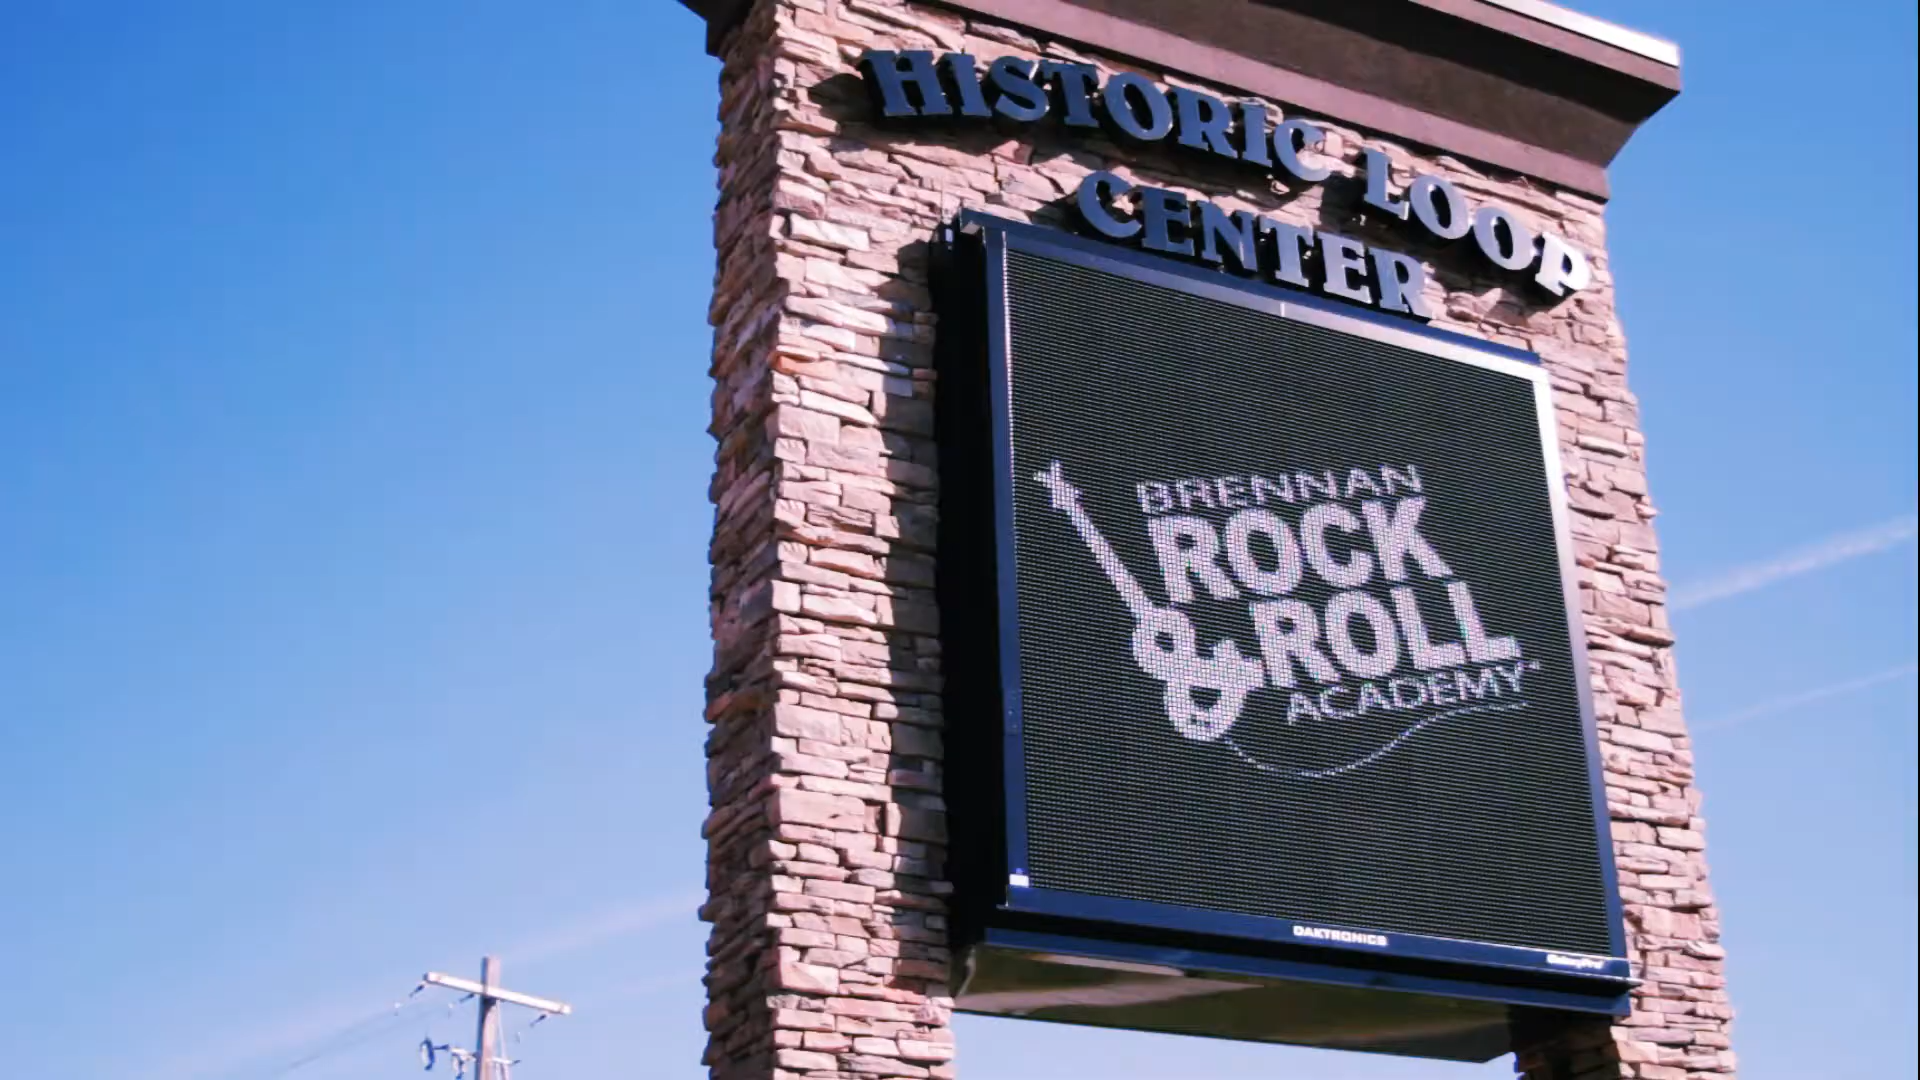 HISTORIC LOOP
CENTER
BRENNAN
ROCK
& ROLL
ACADEMY
DAKTRONICS